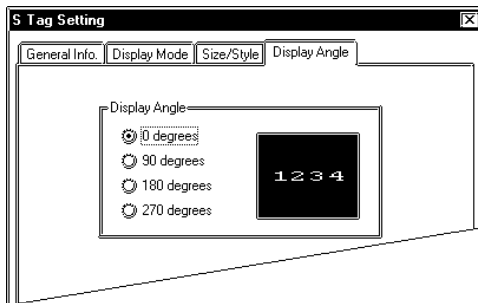 S Tag Setting
General Info. Display Mode Size/Style Display Angle
Display Angle
0 degrees
90 degrees
180 degrees
270 degrees
1234